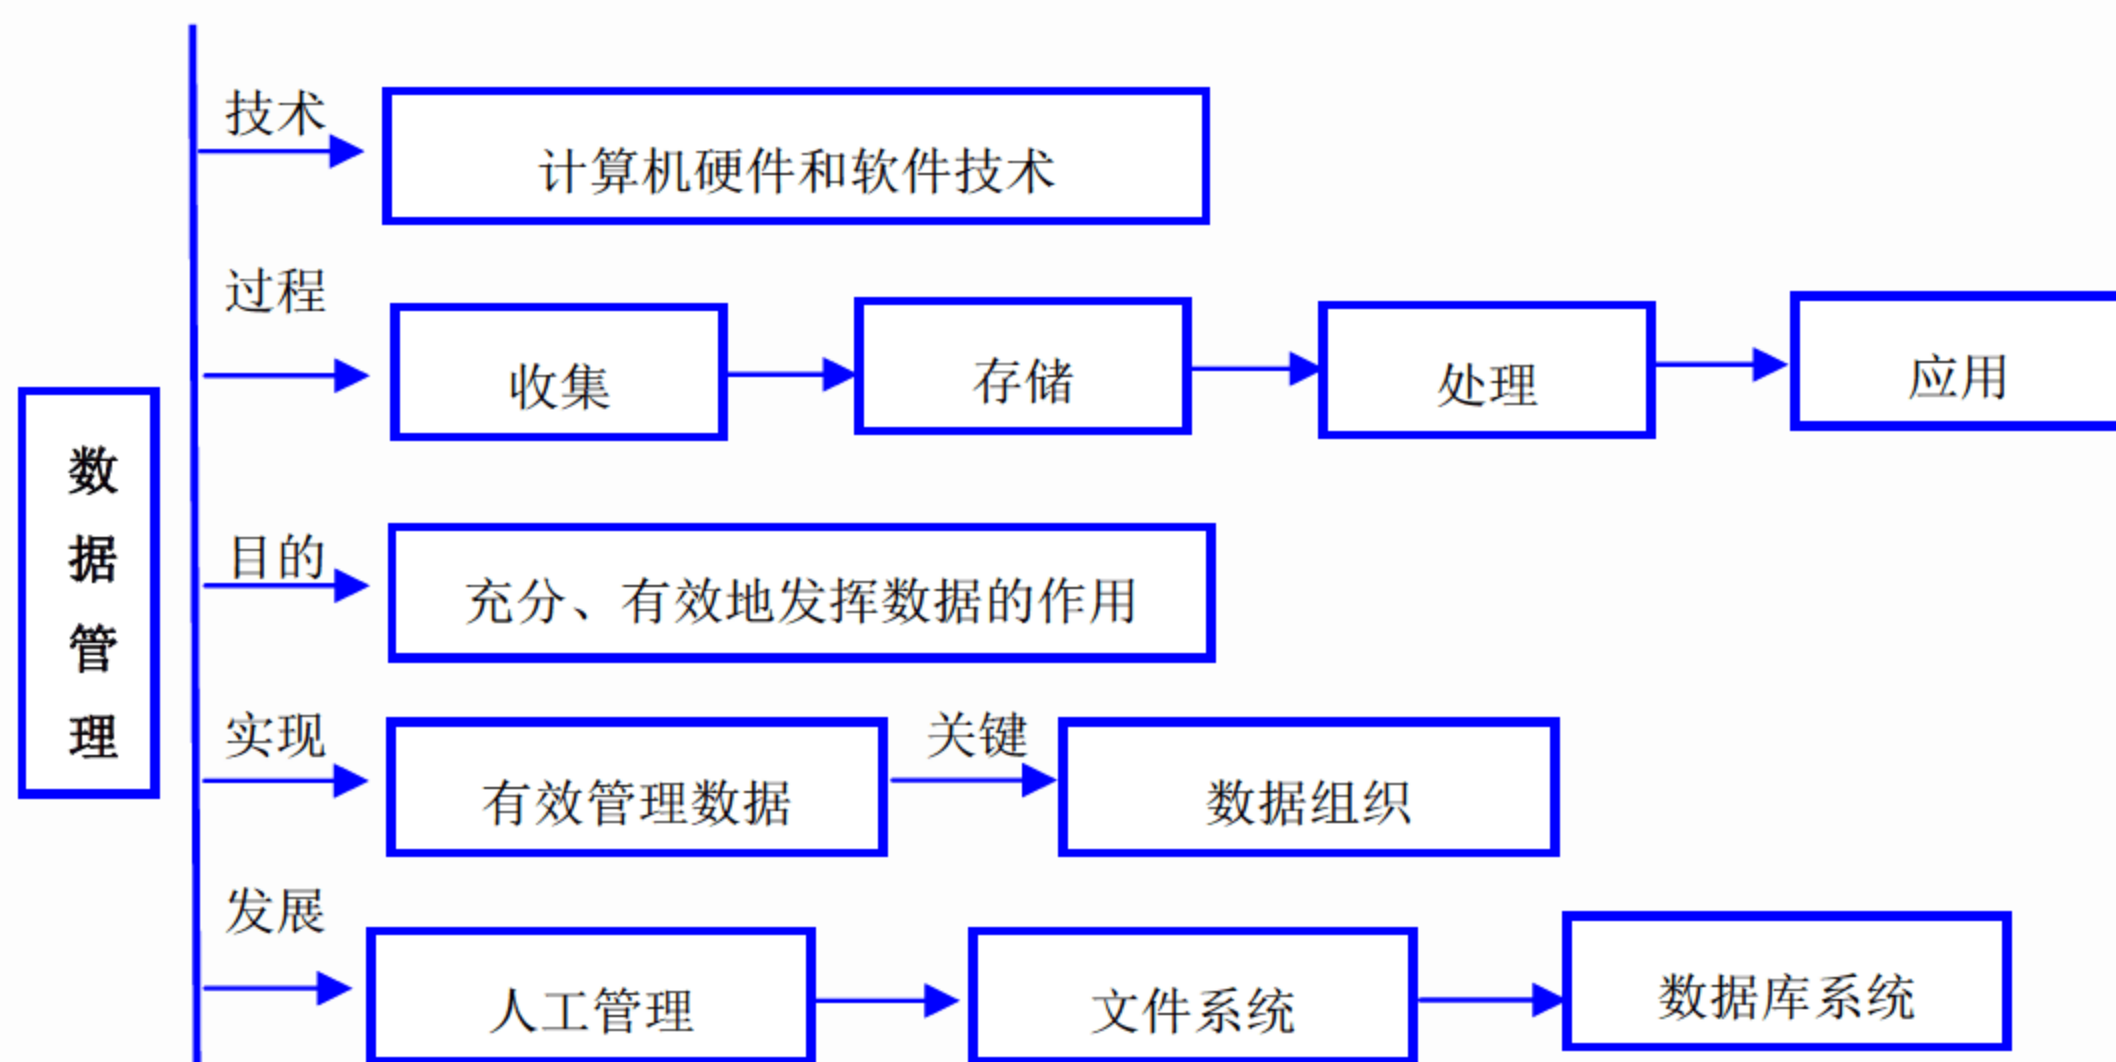 数据管理
技术
计算机硬件和软件技术
过程
收集
存储
处理
应用
目的
充分、有效地发挥数据的作用
实现
有效管理数据
关键
数据组织
发展
人工管理
文件系统
数据库系统